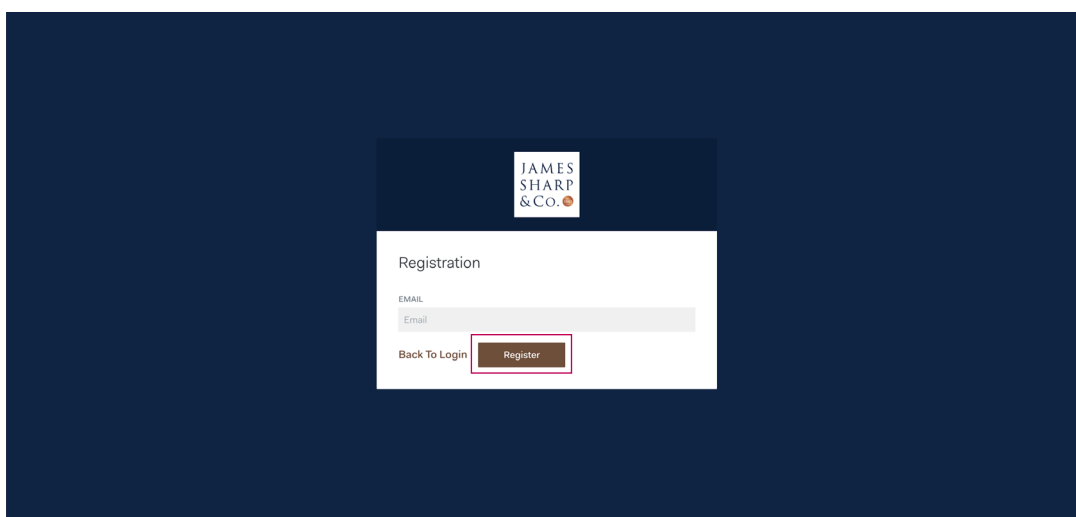 JAMES
SHARP
& CO.
Registration
EMAIL
Email
Back To Login
Register